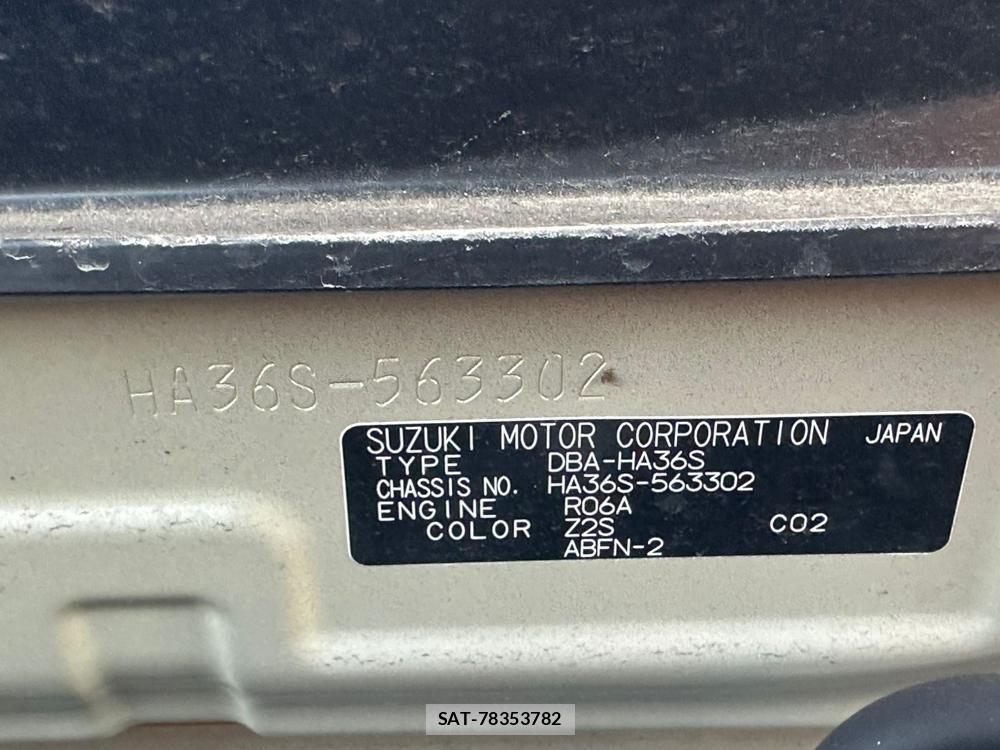 HA36S-563302
SUZUKI MOTOR CORPORATION JAPAN
TYPE DBA-HA36S
CHASSIS NO. HA36S-563302
ENGINE R06A
COLOR Z2S C02
ABFN-2
SAT-78353782